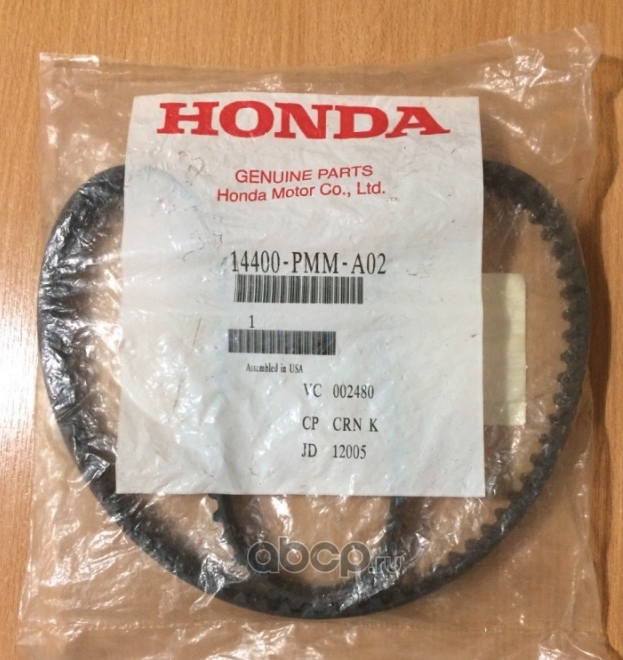 HONDA
GENUINE PARTS
Honda Motor Co., Ltd.
14400-PMM-A02
1
Assembled in USA
VC 002480
CP CRN K
JD 12005
abcp.ru